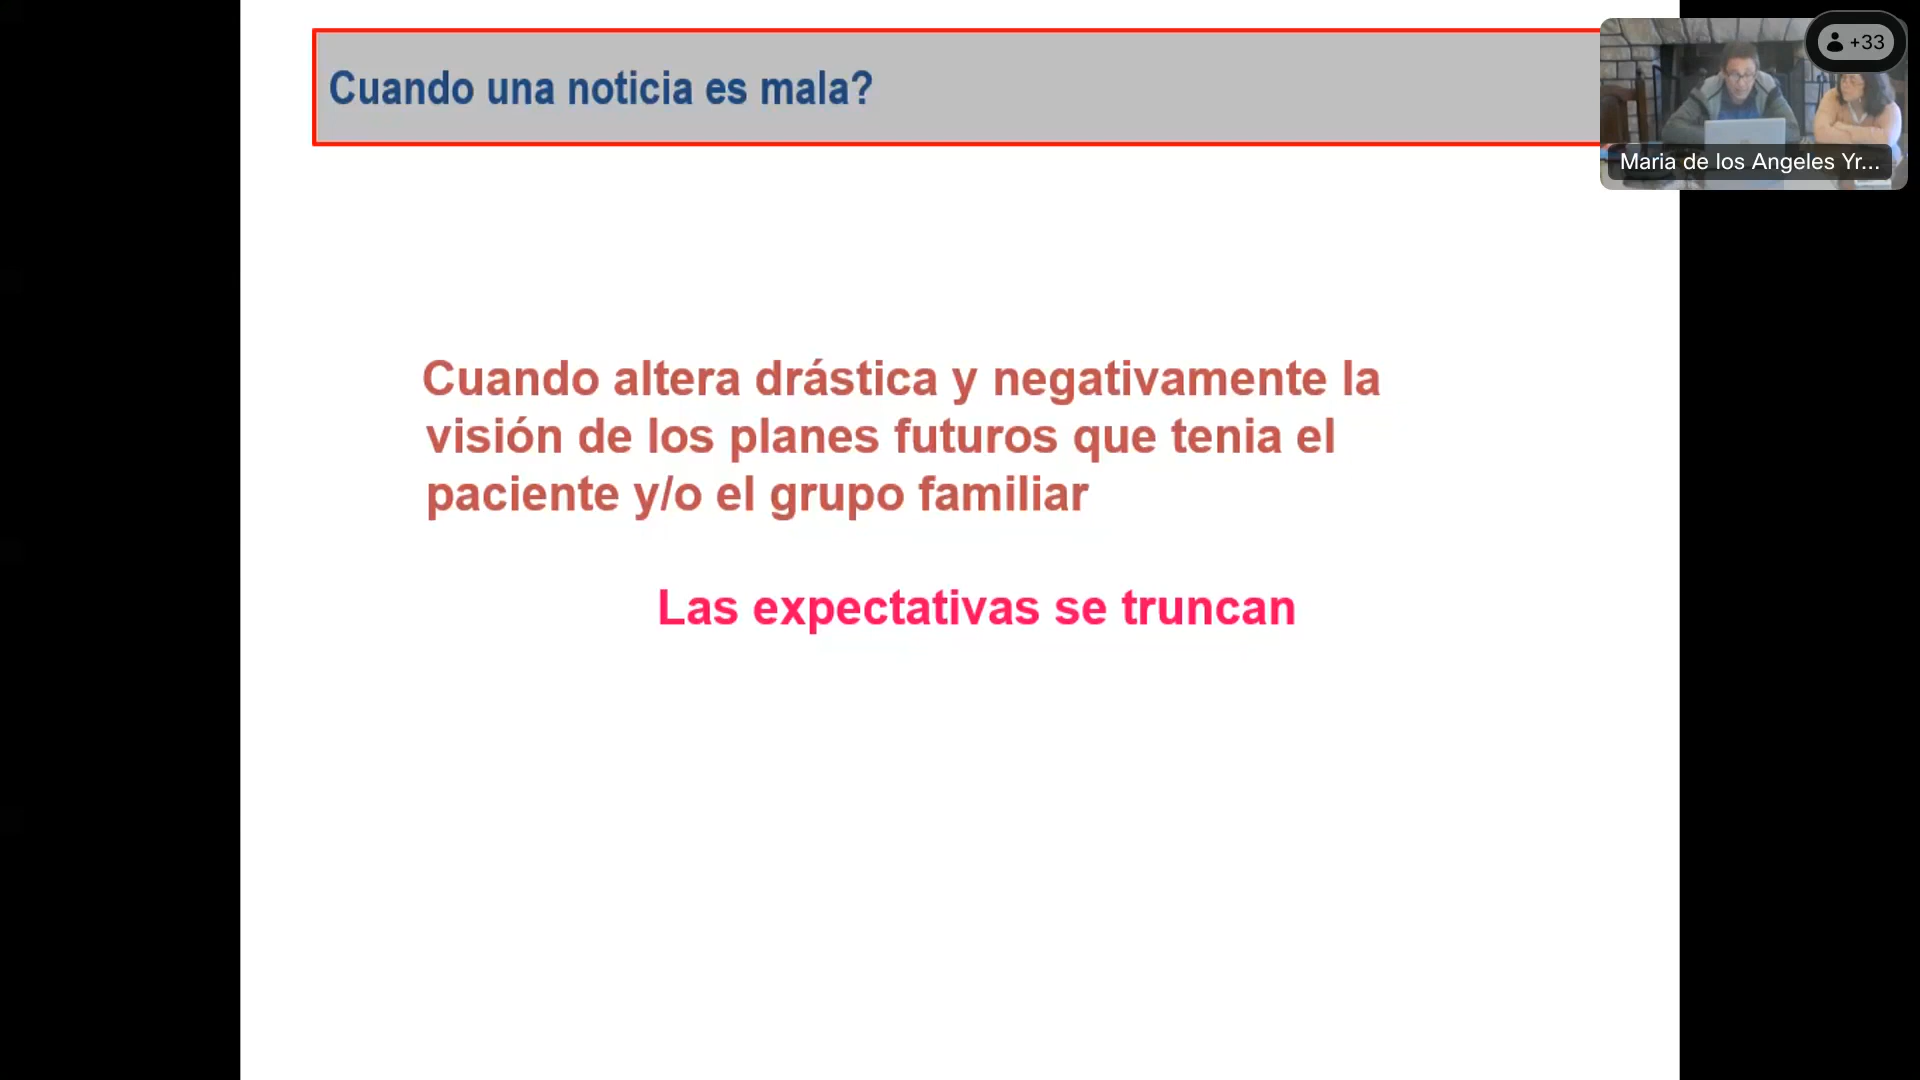 Cuando una noticia es mala?
+33
Maria de los Angeles Yr...
Cuando altera drástica y negativamente la
visión de los planes futuros que tenia el
paciente y/o el grupo familiar
Las expectativas se truncan